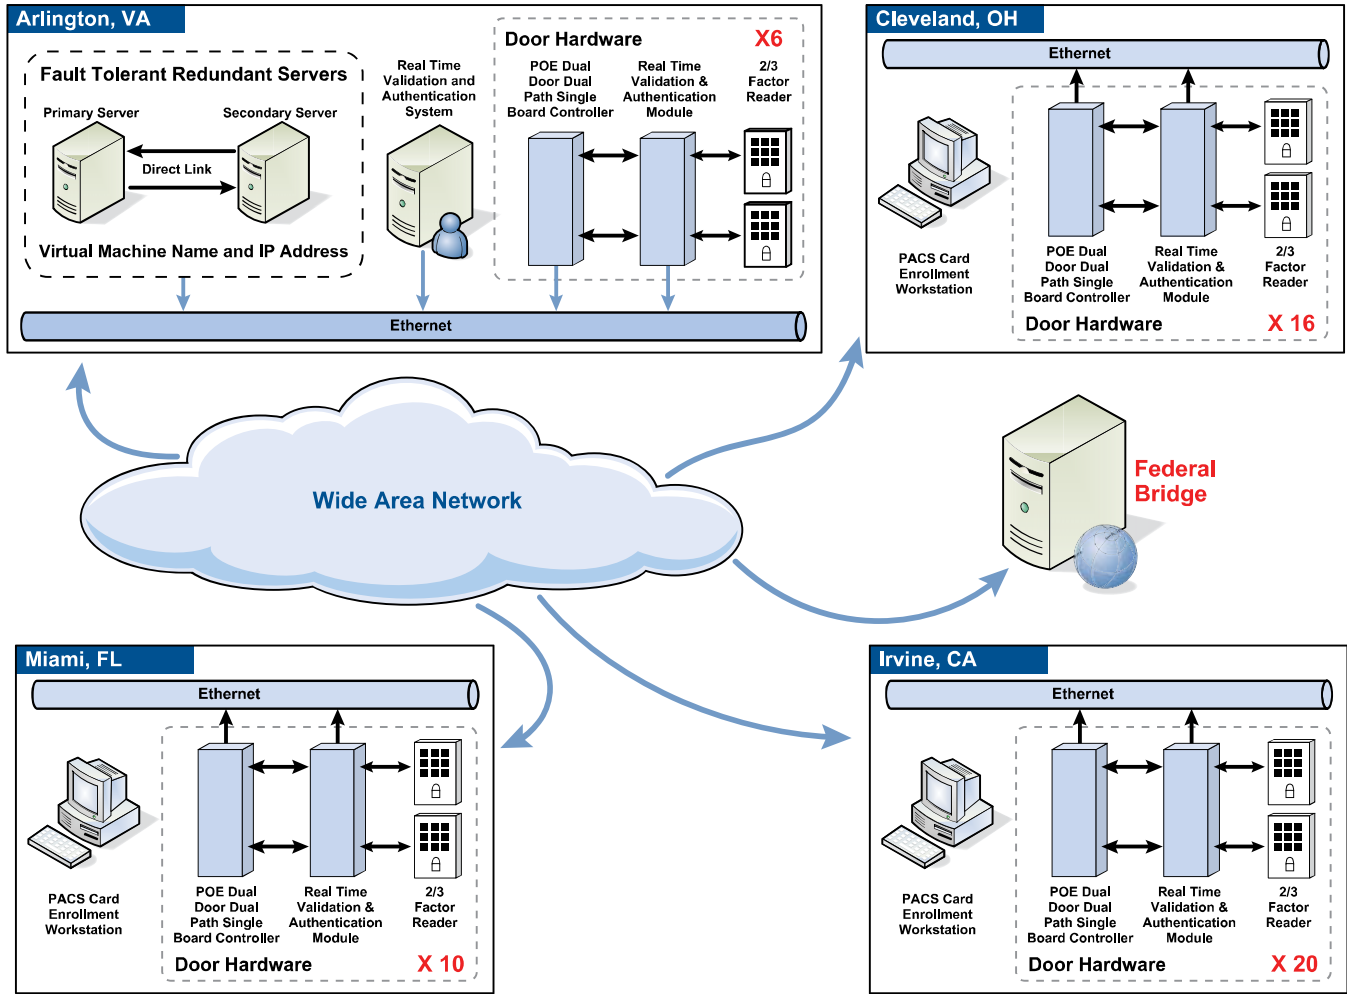 Arlington, VA
Fault Tolerant Redundant Servers
Primary Server
Secondary Server
Direct Link
Virtual Machine Name and IP Address
Real Time
Validation and
Authentication
System
Door Hardware
X6
POE Dual
Door Dual
Path Single
Board Controller
Real Time
Validation &
Authentication
Module
2/3
Factor
Reader
Ethernet
Cleveland, OH
Ethernet
PACS Card
Enrollment
Workstation
POE Dual
Door Dual
Path Single
Board Controller
Real Time
Validation &
Authentication
Module
2/3
Factor
Reader
Door Hardware
X 16
Wide Area Network
Federal
Bridge
Miami, FL
Ethernet
PACS Card
Enrollment
Workstation
POE Dual
Door Dual
Path Single
Board Controller
Real Time
Validation &
Authentication
Module
2/3
Factor
Reader
Door Hardware
X 10
Irvine, CA
Ethernet
PACS Card
Enrollment
Workstation
POE Dual
Door Dual
Path Single
Board Controller
Real Time
Validation &
Authentication
Module
2/3
Factor
Reader
Door Hardware
X 20